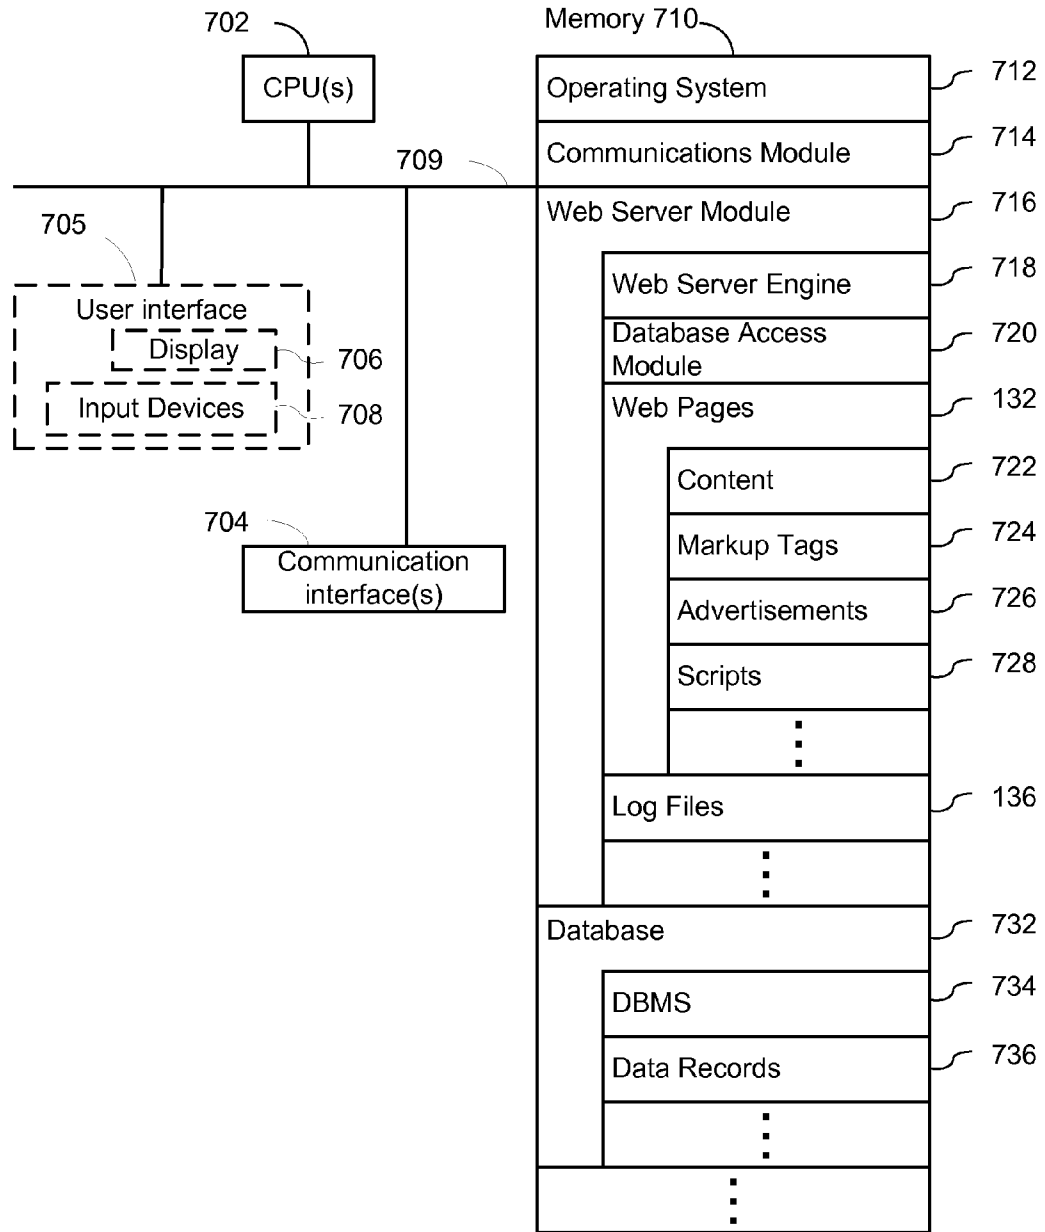 702
CPU(s)
Memory 710
Operating System
712
Communications Module
714
709
Web Server Module
716
705
User interface
Display
706
Input Devices
708
Web Server Engine
718
Database Access
Module
720
Web Pages
132
Content
722
704
Communication
interface(s)
Markup Tags
724
Advertisements
726
Scripts
728
Log Files
136
Database
732
DBMS
734
Data Records
736